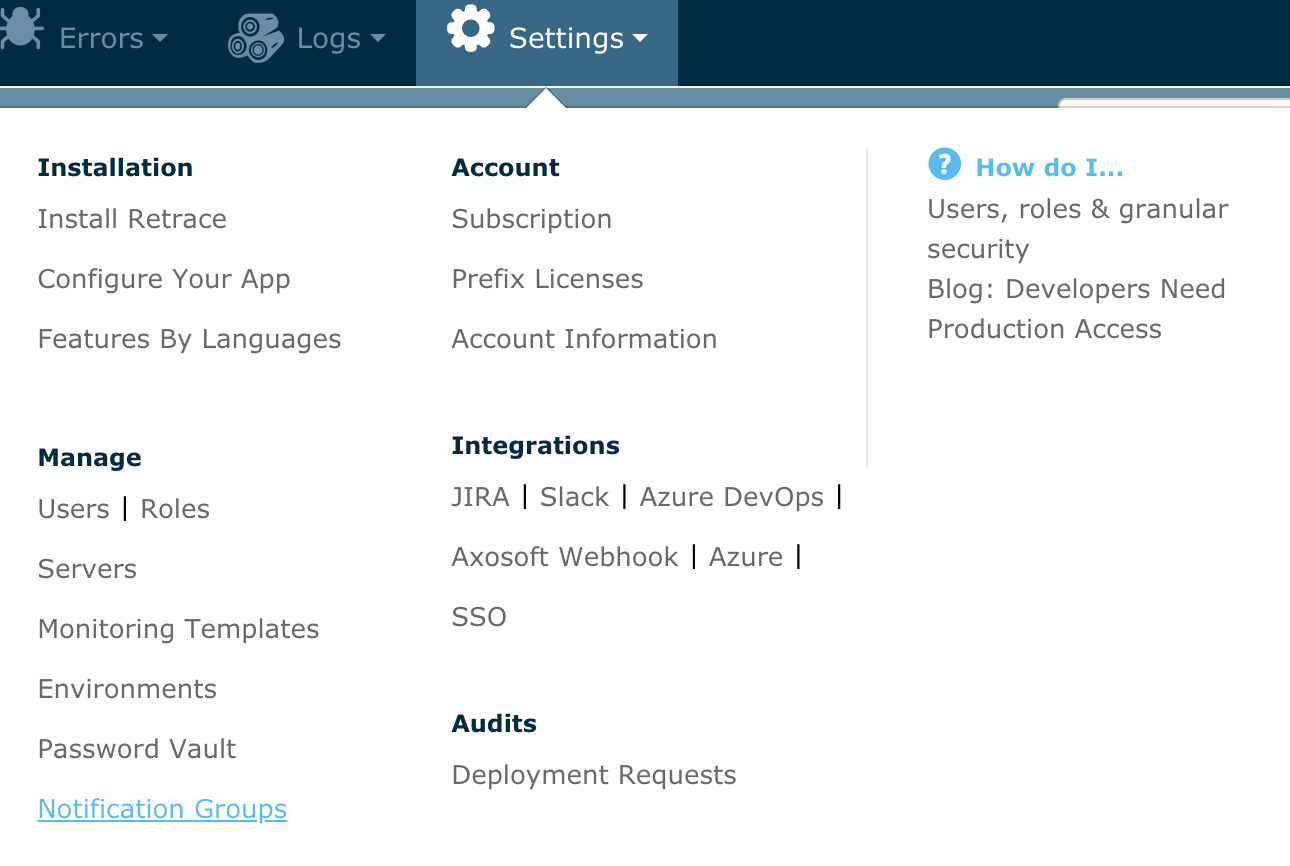 Errors
Logs
Settings
Installation
Install Retrace
Configure Your App
Features By Languages
Manage
Users | Roles
Servers
Monitoring Templates
Environments
Password Vault
Notification Groups
Account
Subscription
Prefix Licenses
Account Information
Integrations
JIRA | Slack | Azure DevOps |
Axosoft Webhook | Azure |
SSO
Audits
Deployment Requests
? How do I...
Users, roles & granular
security
Blog: Developers Need
Production Access